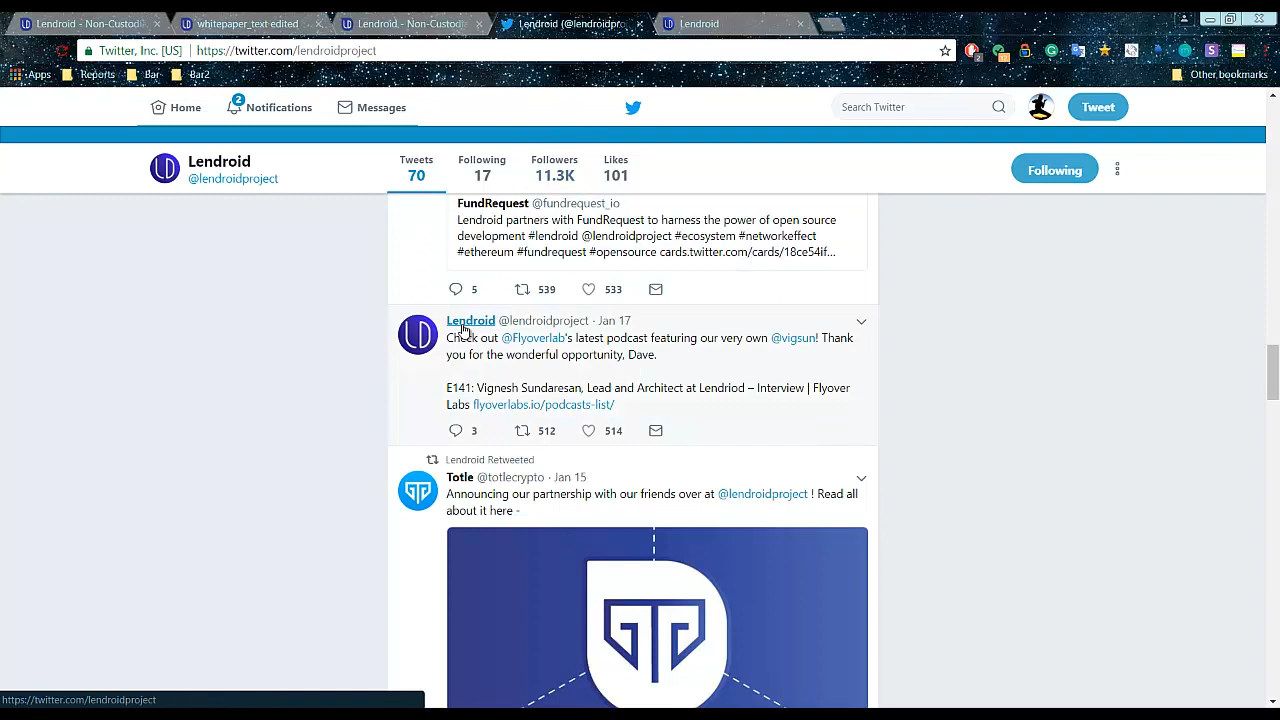 Lendroid - Non-Custodi
whitepaper_text edited
Lendroid - Non-Custodi
Lendroid (@lendroidpr
Lendroid
Twitter, Inc. [US]
https://twitter.com/lendroidproject
Apps
Reports
Bar
Bar2
Other bookmarks
Home
2
Notifications
Messages
Search Twitter
Tweet
Lendroid
@lendroidproject
Tweets
70
Following
17
Followers
11.3K
Likes
101
Following
FundRequest @fundrequest_io
Lendroid partners with FundRequest to harness the power of open source
development #lendroid @lendroidproject #ecosystem #networkeffect
#ethereum #fundrequest #opensource cards.twitter.com/cards/18ce54if...
5 539 533
Lendroid @lendroidproject · Jan 17
Check out @Flyoverlab's latest podcast featuring our very own @vigsun! Thank
you for the wonderful opportunity, Dave.
E141: Vignesh Sundaresan, Lead and Architect at Lendriod – Interview | Flyover
Labs flyoverlabs.io/podcasts-list/
3 512 514
Lendroid Retweeted
Totle @totlecrypto · Jan 15
Announcing our partnership with our friends over at @lendroidproject ! Read all
about it here -
https://twitter.com/lendroidproject